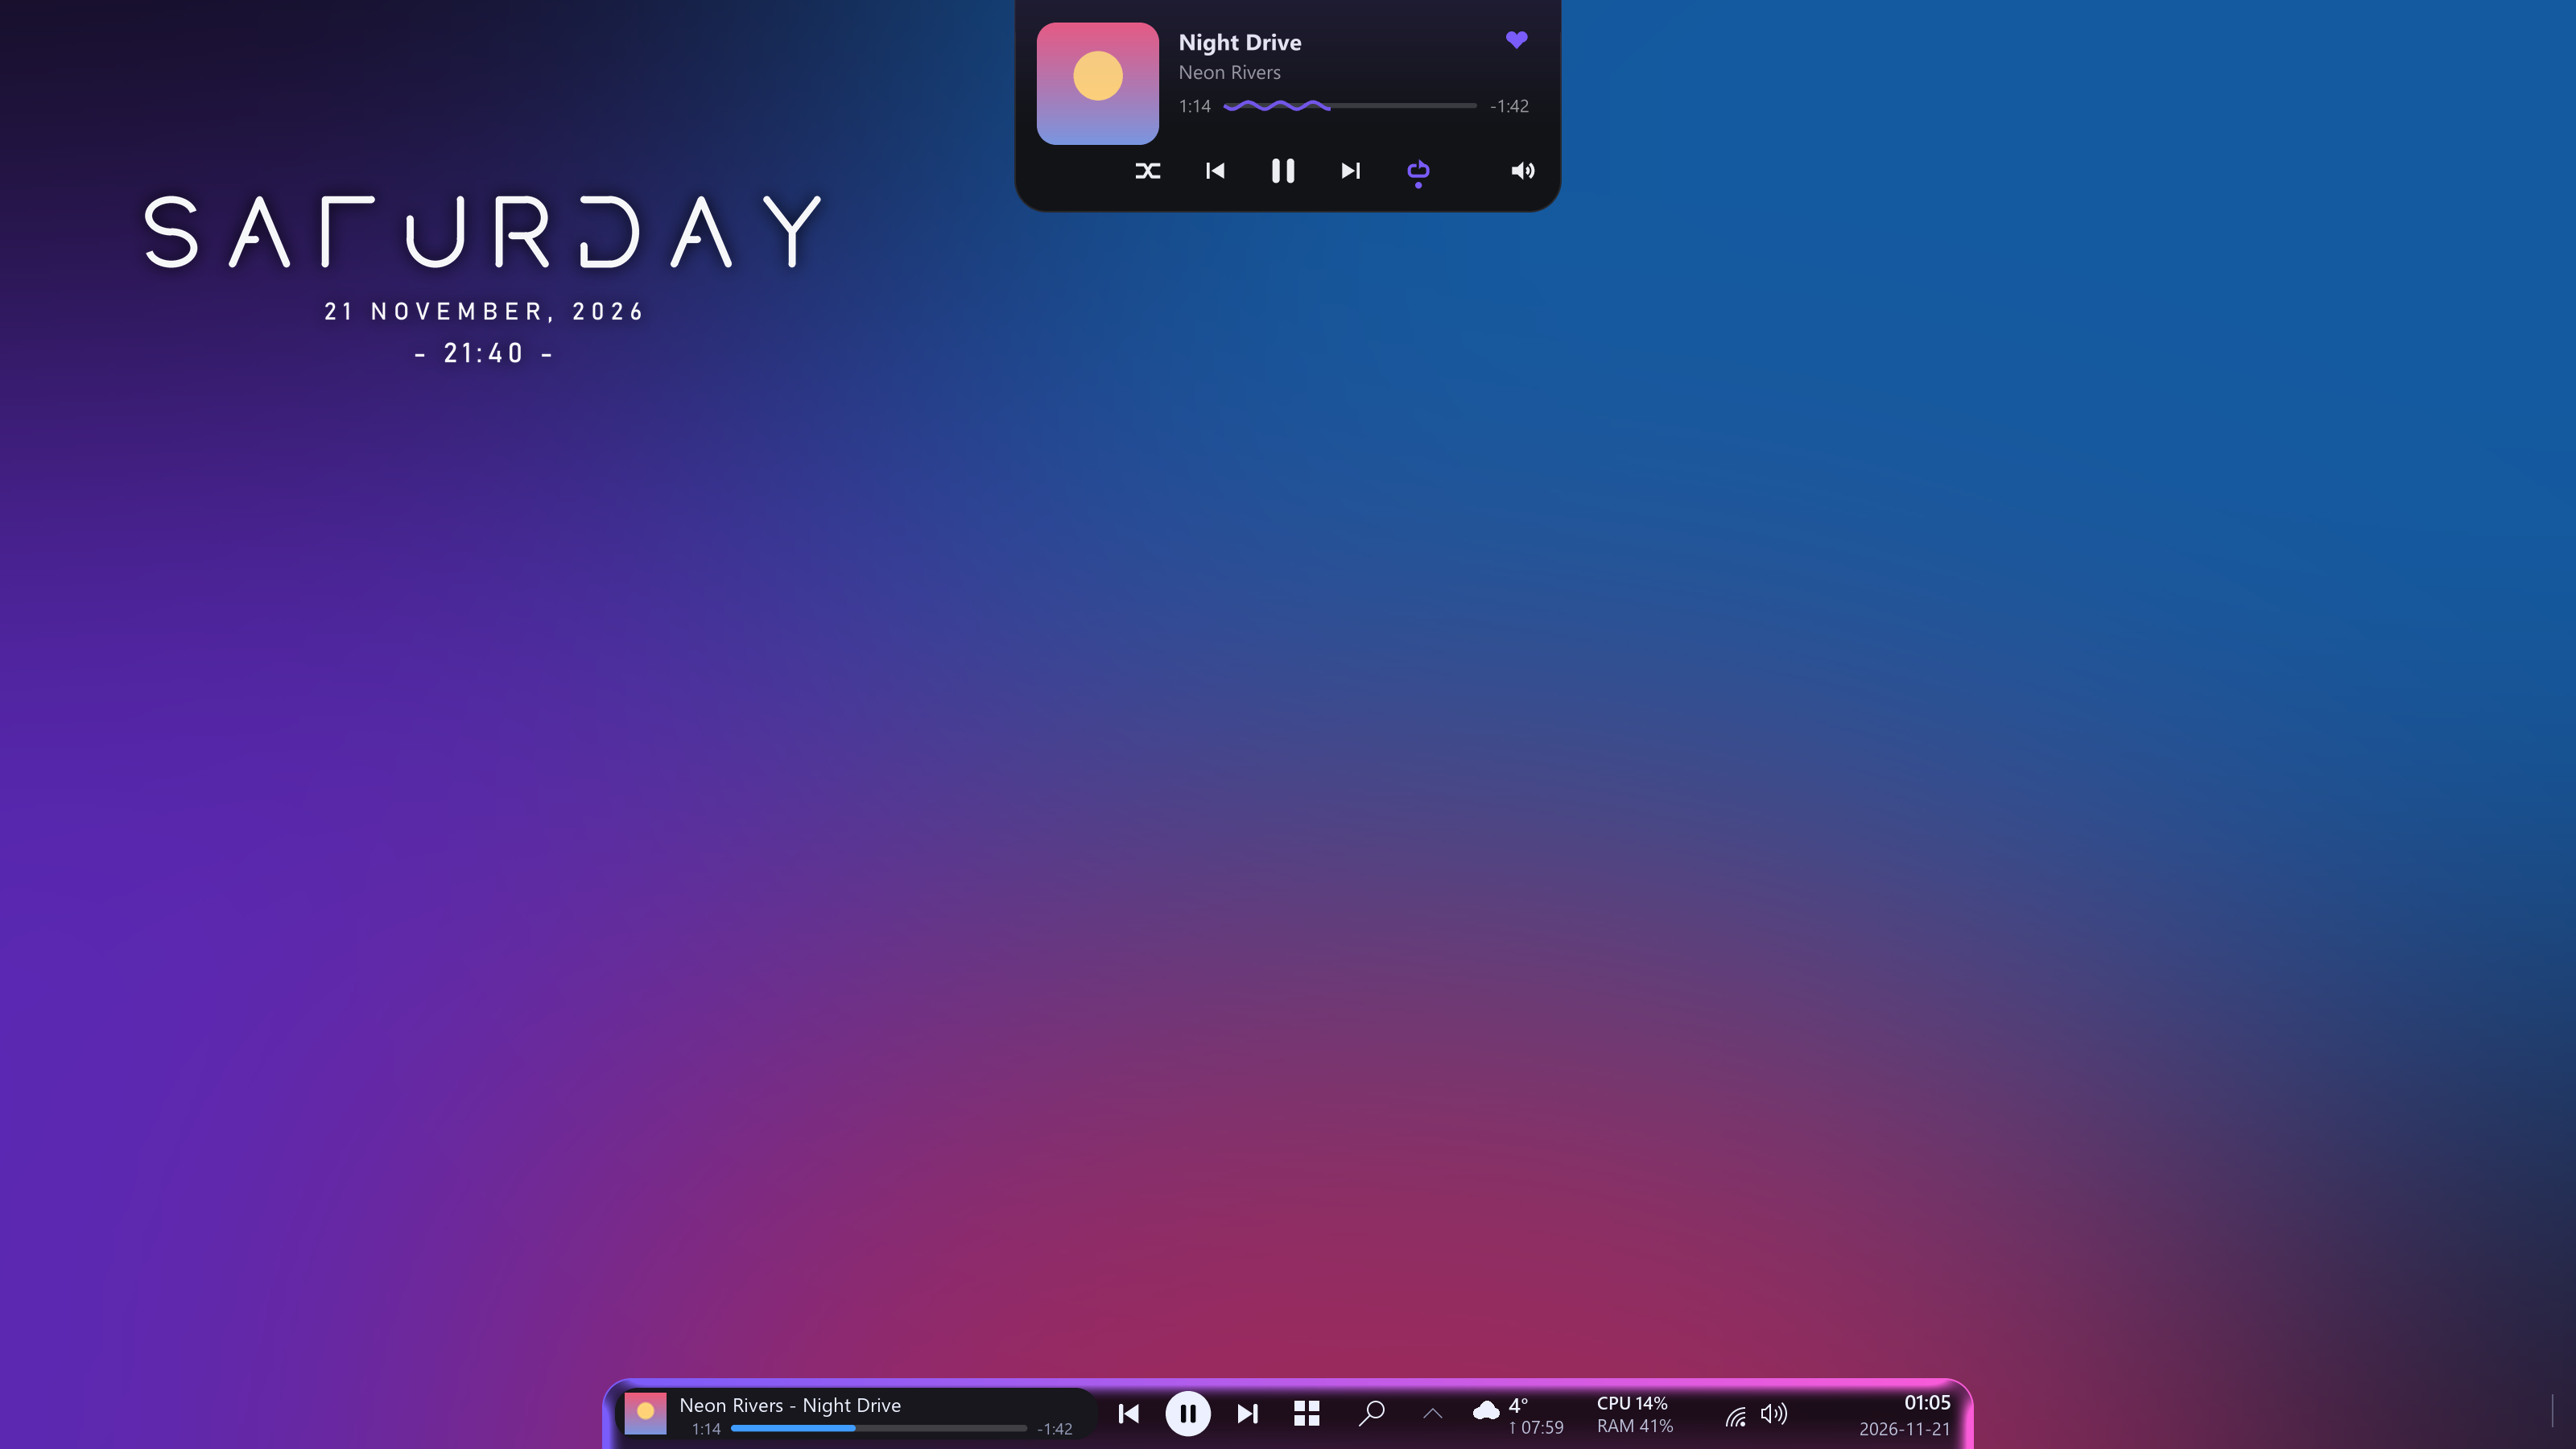 SATURDAY
21 NOVEMBER, 2026
- 21:40 -
Night Drive
Neon Rivers
1:14 -1:42
Neon Rivers - Night Drive
1:14 -1:42
4°
↑ 07:59
CPU 14%
RAM 41%
01:05
2026-11-21